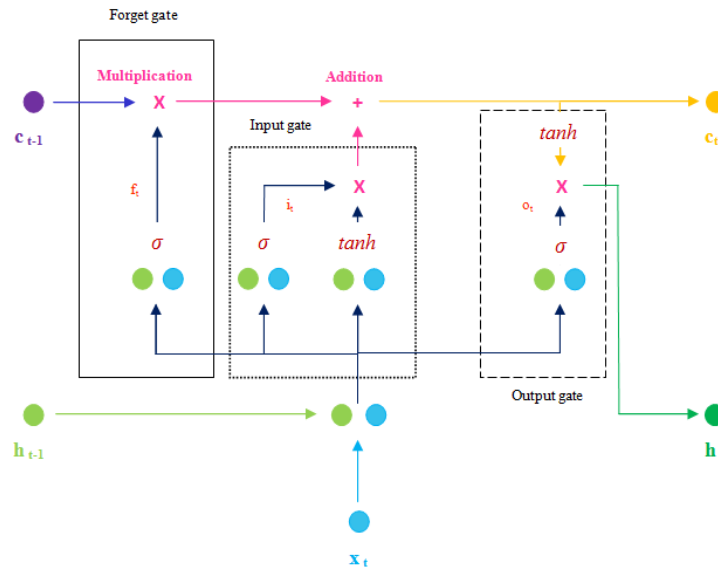 Forget gate
Multiplication
Addition
X
+
c t-1
c t
Input gate
tanh
f t
i t
X
o t
X
σ
σ
tanh
σ
Output gate
h t-1
h
x t